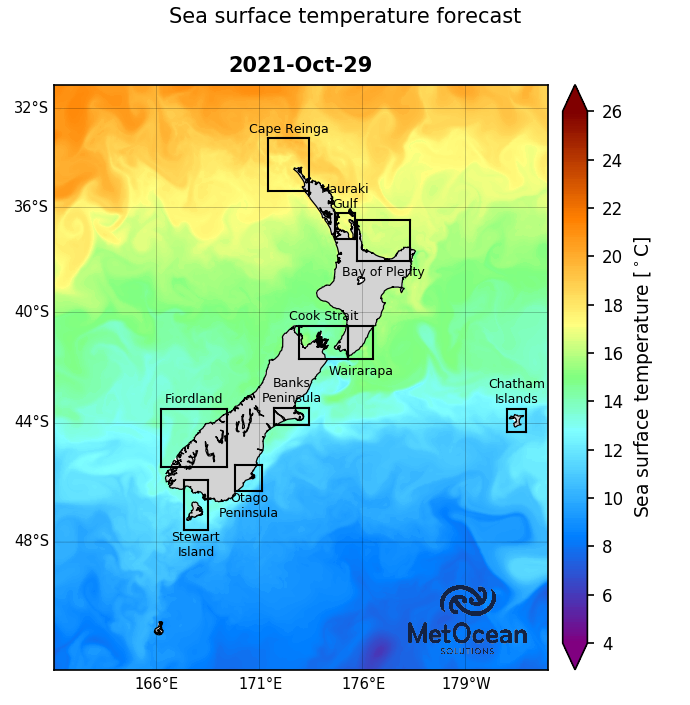 Sea surface temperature forecast
2021-Oct-29
32°S
36°S
40°S
44°S
48°S
166°E
171°E
176°E
179°W
Cape Reinga
Hauraki
Gulf
Bay of Plenty
Cook Strait
Wairarapa
Banks
Peninsula
Fiordland
Chatham
Islands
Otago
Peninsula
Stewart
Island
MetOcean
SOLUTIONS
26
24
22
20
18
16
14
12
10
8
6
4
Sea surface temperature [°C]